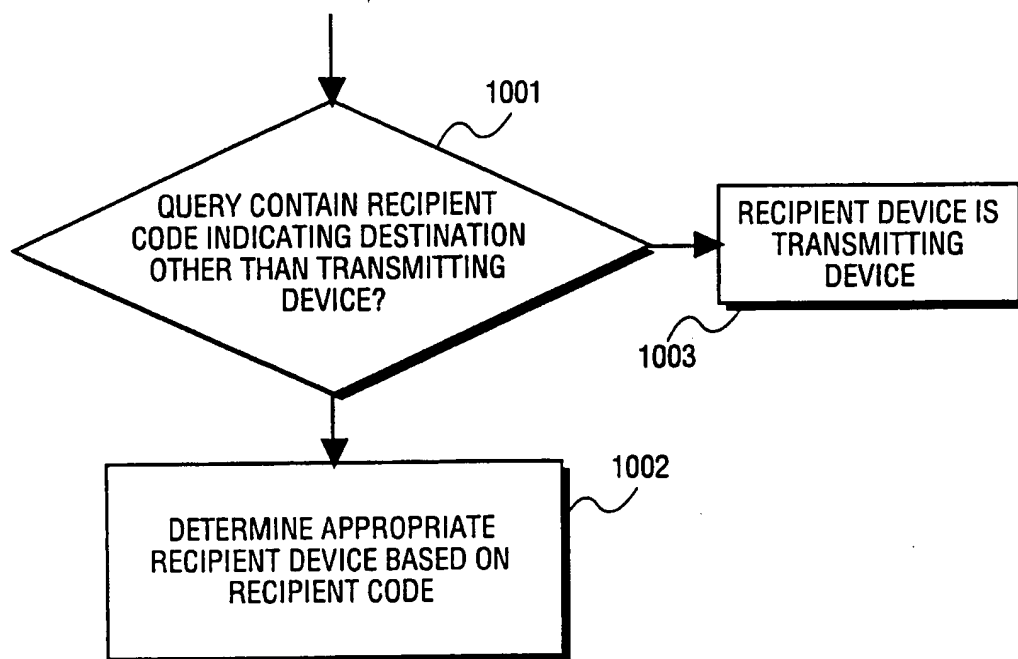 1001
QUERY CONTAIN RECIPIENT
CODE INDICATING DESTINATION
OTHER THAN TRANSMITTING
DEVICE?
RECIPIENT DEVICE IS
TRANSMITTING
DEVICE
1003
1002
DETERMINE APPROPRIATE
RECIPIENT DEVICE BASED ON
RECIPIENT CODE